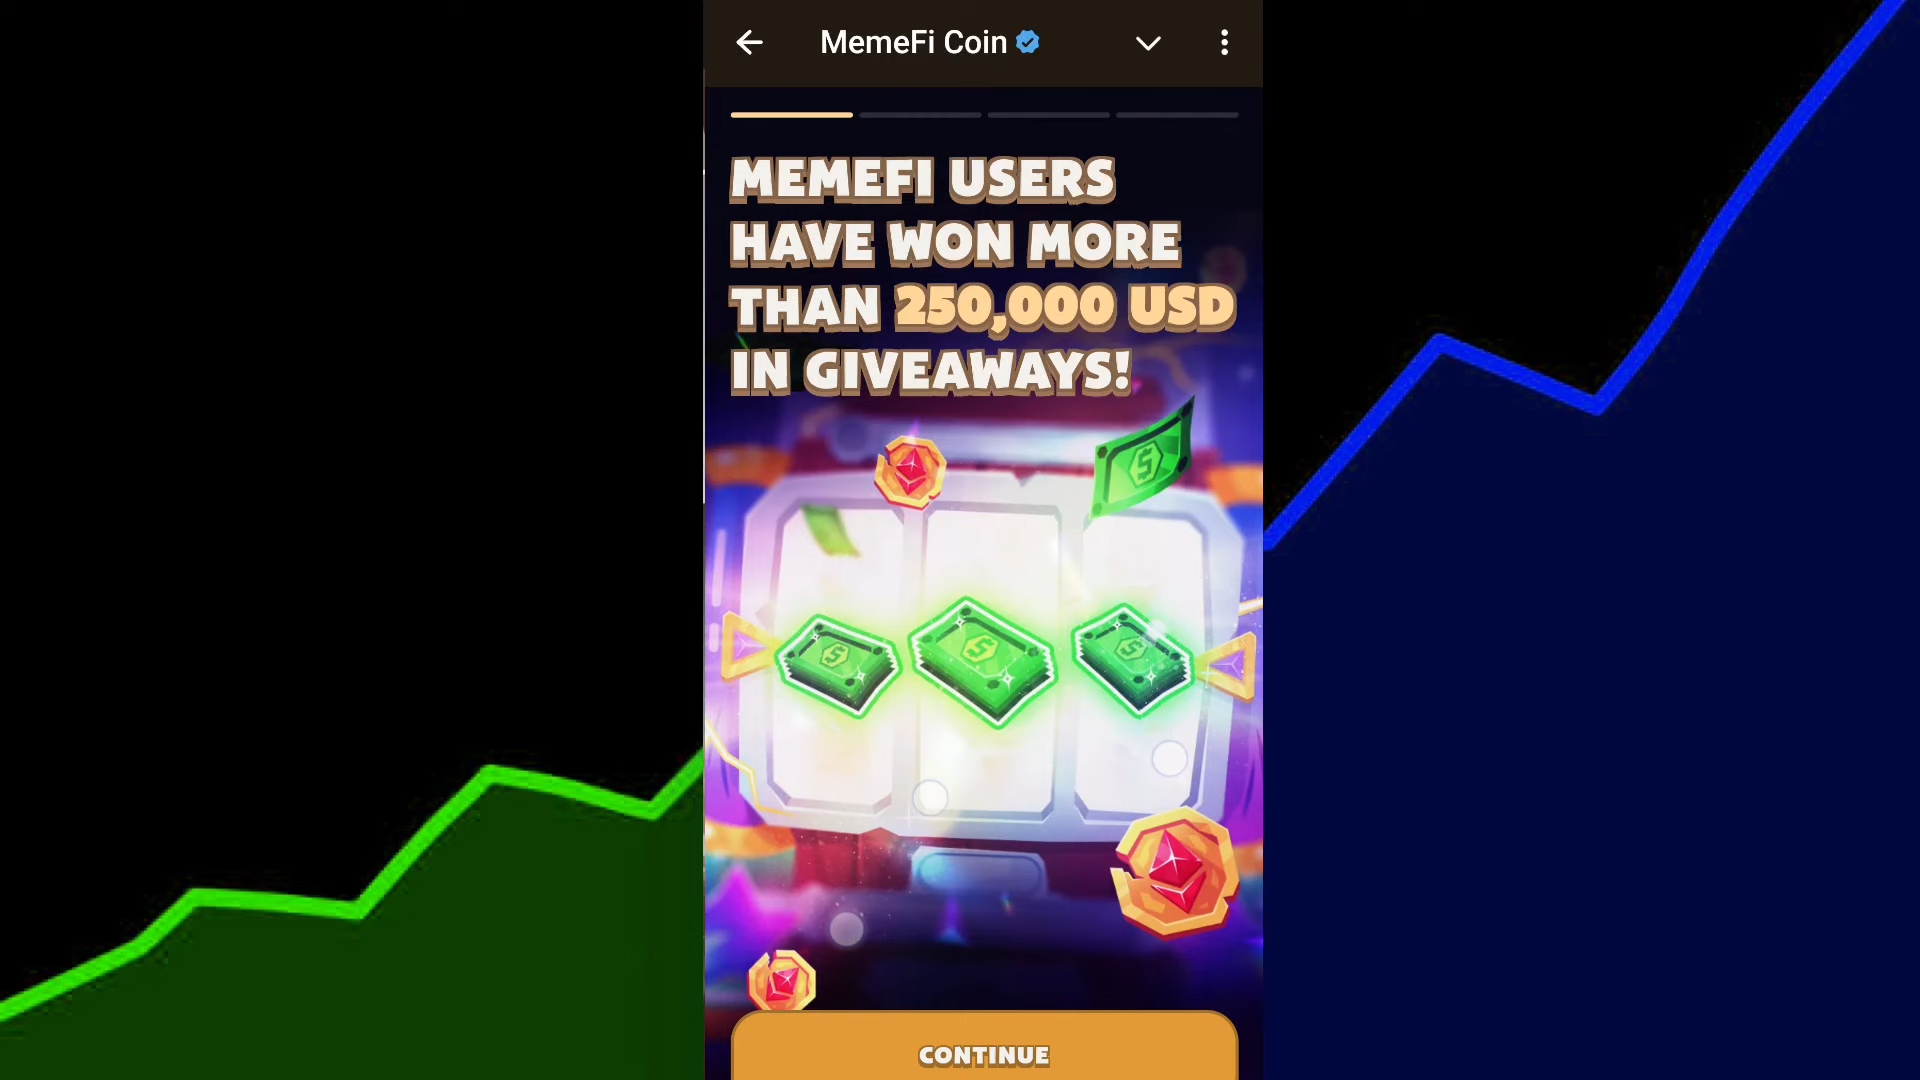 MemeFi Coin
MEMEFI USERS
HAVE WON MORE
THAN 250,000 USD
IN GIVEAWAYS!
CONTINUE